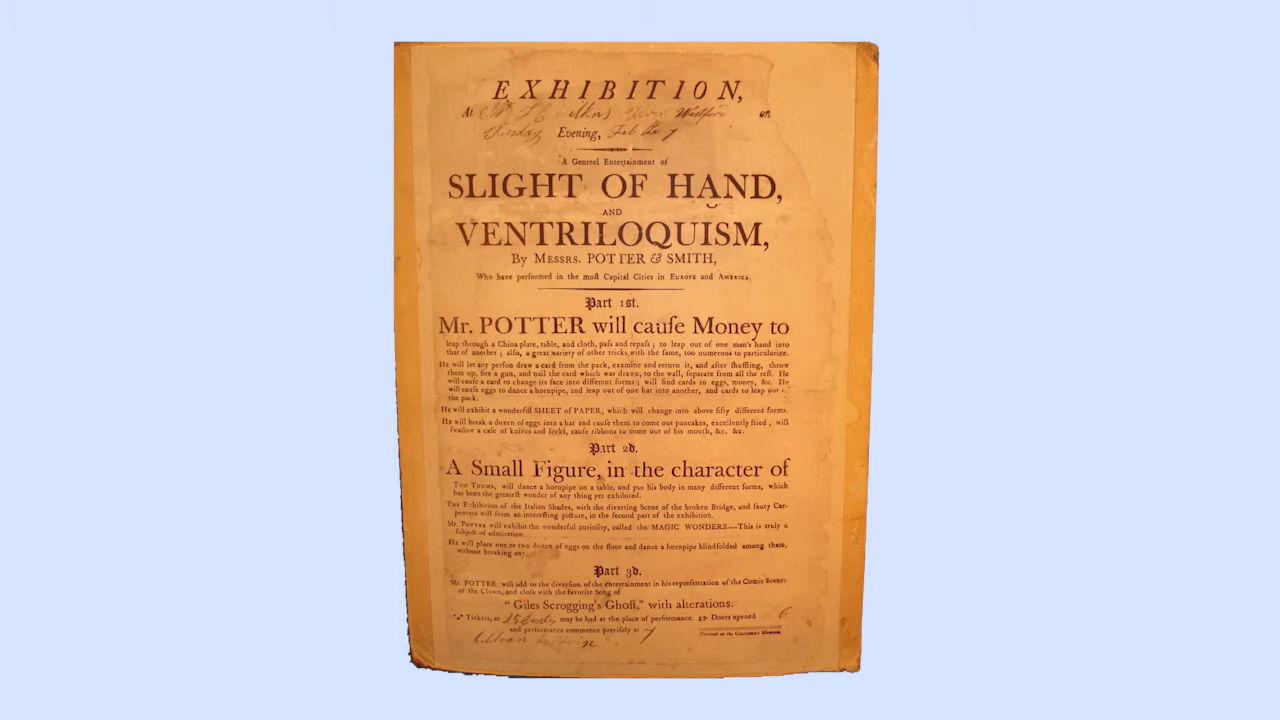 EXHIBITION,
At Westford on
Tuesday Evening, Feb the 7
A Genteel Entertainment of
SLIGHT OF HAND,
AND
VENTRILOQUISM,
By MESSRS. POTTER & SMITH,
Who have performed in the moſt Capital Cities in EUROPE and AMERICA.
Part 1st.
Mr. POTTER will cauſe Money to
leap through a China plate, table, and cloth, paſs and repaſs ; to leap out of one man's hand into
that of another ; alſo, a great variety of other tricks with the ſame, too numerous to particularize.
HE will let any perſon draw a card from the pack, examine and return it, and after ſhuffling, throw
them up, fire a gun, and nail the card which was drawn, to the wall, ſeparate from all the reſt. He
will cauſe a card to change its face into different forms ; will find cards in eggs, money, &c. He
will cauſe eggs to dance a hornpipe, and leap out of one hat into another, and cards to leap out of
the pack.
HE will exhibit a wonderful SHEET of PAPER, which will change into above fifty different forms.
HE will break a dozen of eggs into a hat and cauſe them to come out pancakes, excellently fried ; will
ſwallow a caſe of knives and forks, cauſe ribbons to come out of his mouth, &c. &c.
Part 2d.
A Small Figure, in the character of
TOM THUMB, will dance a hornpipe on a table, and put his body in many different forms, which
has been the greateſt wonder of any thing yet exhibited.
THE Exhibition of the Italian Shades, with the diverting Scene of the broken Bridge, and ſaucy Car-
penters will form an intereſting picture, in the ſecond part of the exhibition.
MR. POTTER will exhibit the wonderful curioſity, called the MAGIC WONDERS.—This is truly a
ſubject of admiration.
HE will place one or two dozen of eggs on the floor and dance a hornpipe blindfolded among them,
without breaking any.
Part 3d.
MR. POTTER will add to the diverſion of the entertainment in his repreſentation of the Comic Scenes
of the Clown, and cloſe with the favorite Song of
" Giles Scrogging's Ghoſt," with alterations.
*⁎* Tickets, at 25 Cents may be had at the place of performance. ☞ Doors opened 6
and performance commence preciſely at 7
Printed at the COLUMBIAN MUSEUM.